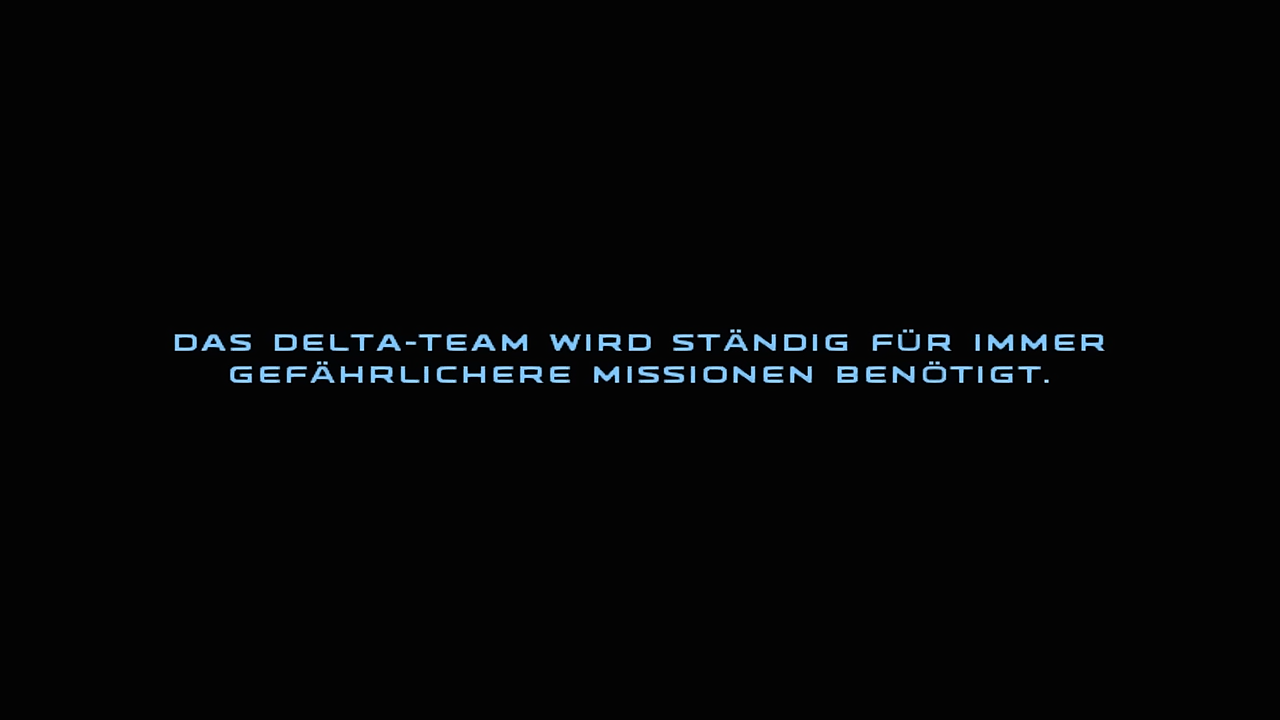 DAS DELTA-TEAM WIRD STÄNDIG FÜR IMMER
GEFÄHRLICHERE MISSIONEN BENÖTIGT.